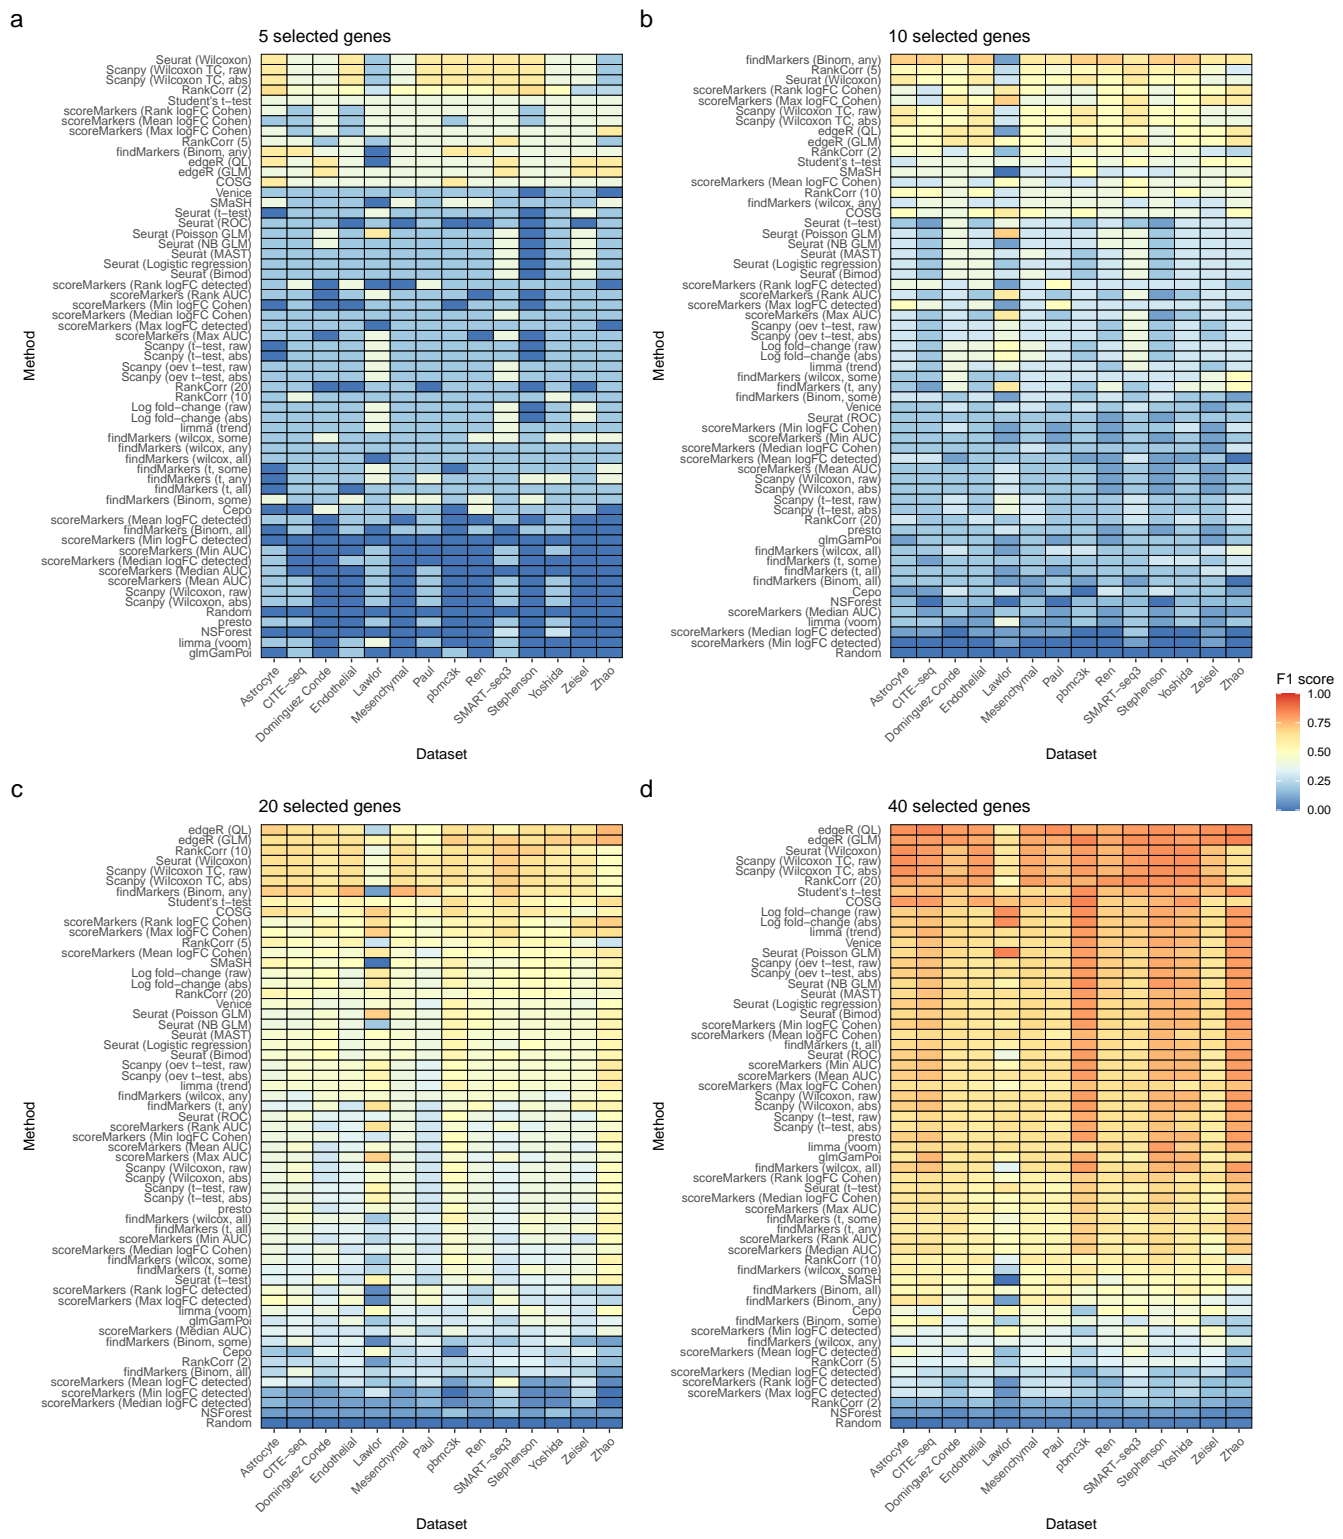 a
5 selected genes
Seurat (Wilcoxon)
Scanpy (Wilcoxon TC, raw)
Scanpy (Wilcoxon TC, abs)
RankCorr (2)
Student's t−test
scoreMarkers (Rank logFC Cohen)
scoreMarkers (Mean logFC Cohen)
scoreMarkers (Max logFC Cohen)
RankCorr (5)
findMarkers (Binom, any)
edgeR (QL)
edgeR (GLM)
COSG
Venice
SMaSH
Seurat (t−test)
Seurat (ROC)
Seurat (Poisson GLM)
Seurat (NB GLM)
Seurat (MAST)
Seurat (Logistic regression)
Seurat (Bimod)
scoreMarkers (Rank logFC detected)
scoreMarkers (Rank AUC)
scoreMarkers (Min logFC Cohen)
scoreMarkers (Median logFC Cohen)
scoreMarkers (Max logFC detected)
scoreMarkers (Max AUC)
Scanpy (t−test, raw)
Scanpy (t−test, abs)
Scanpy (oev t−test, raw)
Scanpy (oev t−test, abs)
RankCorr (20)
RankCorr (10)
Log fold−change (raw)
Log fold−change (abs)
limma (trend)
findMarkers (wilcox, some)
findMarkers (wilcox, any)
findMarkers (wilcox, all)
findMarkers (t, some)
findMarkers (t, any)
findMarkers (t, all)
findMarkers (Binom, some)
Cepo
scoreMarkers (Mean logFC detected)
findMarkers (Binom, all)
scoreMarkers (Min logFC detected)
scoreMarkers (Min AUC)
scoreMarkers (Median logFC detected)
scoreMarkers (Median AUC)
scoreMarkers (Mean AUC)
Scanpy (Wilcoxon, raw)
Scanpy (Wilcoxon, abs)
Random
presto
NSForest
limma (voom)
glmGamPoi
Method
Astrocyte
CITE−seq
Dominguez Conde
Endothelial
Lawlor
Mesenchymal
Paul
pbmc3k
Ren
SMART−seq3
Stephenson
Yoshida
Zeisel
Zhao
Dataset
b
10 selected genes
findMarkers (Binom, any)
RankCorr (5)
Seurat (Wilcoxon)
scoreMarkers (Rank logFC Cohen)
scoreMarkers (Max logFC Cohen)
Scanpy (Wilcoxon TC, raw)
Scanpy (Wilcoxon TC, abs)
edgeR (QL)
edgeR (GLM)
RankCorr (2)
Student's t−test
SMaSH
scoreMarkers (Mean logFC Cohen)
RankCorr (10)
findMarkers (wilcox, any)
COSG
Seurat (t−test)
Seurat (Poisson GLM)
Seurat (NB GLM)
Seurat (MAST)
Seurat (Logistic regression)
Seurat (Bimod)
scoreMarkers (Rank logFC detected)
scoreMarkers (Rank AUC)
scoreMarkers (Max logFC detected)
scoreMarkers (Max AUC)
Scanpy (oev t−test, raw)
Scanpy (oev t−test, abs)
Log fold−change (raw)
Log fold−change (abs)
limma (trend)
findMarkers (wilcox, some)
findMarkers (t, any)
findMarkers (Binom, some)
Venice
Seurat (ROC)
scoreMarkers (Min logFC Cohen)
scoreMarkers (Min AUC)
scoreMarkers (Median logFC Cohen)
scoreMarkers (Mean logFC detected)
scoreMarkers (Mean AUC)
Scanpy (Wilcoxon, raw)
Scanpy (Wilcoxon, abs)
Scanpy (t−test, raw)
Scanpy (t−test, abs)
RankCorr (20)
presto
glmGamPoi
findMarkers (wilcox, all)
findMarkers (t, some)
findMarkers (t, all)
findMarkers (Binom, all)
Cepo
NSForest
scoreMarkers (Median AUC)
limma (voom)
scoreMarkers (Median logFC detected)
scoreMarkers (Min logFC detected)
Random
Method
Astrocyte
CITE−seq
Dominguez Conde
Endothelial
Lawlor
Mesenchymal
Paul
pbmc3k
Ren
SMART−seq3
Stephenson
Yoshida
Zeisel
Zhao
Dataset
F1 score
1.00
0.75
0.50
0.25
0.00
c
20 selected genes
edgeR (QL)
edgeR (GLM)
RankCorr (10)
Seurat (Wilcoxon)
Scanpy (Wilcoxon TC, raw)
Scanpy (Wilcoxon TC, abs)
findMarkers (Binom, any)
Student's t−test
COSG
scoreMarkers (Rank logFC Cohen)
scoreMarkers (Max logFC Cohen)
RankCorr (5)
scoreMarkers (Mean logFC Cohen)
SMaSH
Log fold−change (raw)
Log fold−change (abs)
RankCorr (20)
Venice
Seurat (Poisson GLM)
Seurat (NB GLM)
Seurat (MAST)
Seurat (Logistic regression)
Seurat (Bimod)
Scanpy (oev t−test, raw)
Scanpy (oev t−test, abs)
limma (trend)
findMarkers (wilcox, any)
findMarkers (t, any)
Seurat (ROC)
scoreMarkers (Rank AUC)
scoreMarkers (Min logFC Cohen)
scoreMarkers (Mean AUC)
scoreMarkers (Max AUC)
Scanpy (Wilcoxon, raw)
Scanpy (Wilcoxon, abs)
Scanpy (t−test, raw)
Scanpy (t−test, abs)
presto
findMarkers (wilcox, all)
findMarkers (t, all)
scoreMarkers (Min AUC)
scoreMarkers (Median logFC Cohen)
findMarkers (wilcox, some)
findMarkers (t, some)
Seurat (t−test)
scoreMarkers (Rank logFC detected)
scoreMarkers (Max logFC detected)
limma (voom)
glmGamPoi
scoreMarkers (Median AUC)
findMarkers (Binom, some)
Cepo
RankCorr (2)
findMarkers (Binom, all)
scoreMarkers (Mean logFC detected)
scoreMarkers (Min logFC detected)
scoreMarkers (Median logFC detected)
NSForest
Random
Method
Astrocyte
CITE−seq
Dominguez Conde
Endothelial
Lawlor
Mesenchymal
Paul
pbmc3k
Ren
SMART−seq3
Stephenson
Yoshida
Zeisel
Zhao
Dataset
d
40 selected genes
edgeR (QL)
edgeR (GLM)
Seurat (Wilcoxon)
Scanpy (Wilcoxon TC, raw)
Scanpy (Wilcoxon TC, abs)
RankCorr (20)
Student's t−test
COSG
Log fold−change (raw)
Log fold−change (abs)
limma (trend)
Venice
Seurat (Poisson GLM)
Scanpy (oev t−test, raw)
Scanpy (oev t−test, abs)
Seurat (NB GLM)
Seurat (MAST)
Seurat (Logistic regression)
Seurat (Bimod)
scoreMarkers (Min logFC Cohen)
scoreMarkers (Mean logFC Cohen)
findMarkers (t, all)
Seurat (ROC)
scoreMarkers (Min AUC)
scoreMarkers (Mean AUC)
scoreMarkers (Max logFC Cohen)
Scanpy (Wilcoxon, raw)
Scanpy (Wilcoxon, abs)
Scanpy (t−test, raw)
Scanpy (t−test, abs)
presto
limma (voom)
glmGamPoi
findMarkers (wilcox, all)
scoreMarkers (Rank logFC Cohen)
Seurat (t−test)
scoreMarkers (Median logFC Cohen)
scoreMarkers (Max AUC)
findMarkers (t, some)
findMarkers (t, any)
scoreMarkers (Rank AUC)
scoreMarkers (Median AUC)
RankCorr (10)
findMarkers (wilcox, some)
SMaSH
findMarkers (Binom, all)
findMarkers (Binom, any)
Cepo
findMarkers (Binom, some)
scoreMarkers (Min logFC detected)
findMarkers (wilcox, any)
scoreMarkers (Mean logFC detected)
RankCorr (5)
scoreMarkers (Median logFC detected)
scoreMarkers (Rank logFC detected)
scoreMarkers (Max logFC detected)
RankCorr (2)
NSForest
Random
Method
Astrocyte
CITE−seq
Dominguez Conde
Endothelial
Lawlor
Mesenchymal
Paul
pbmc3k
Ren
SMART−seq3
Stephenson
Yoshida
Zeisel
Zhao
Dataset